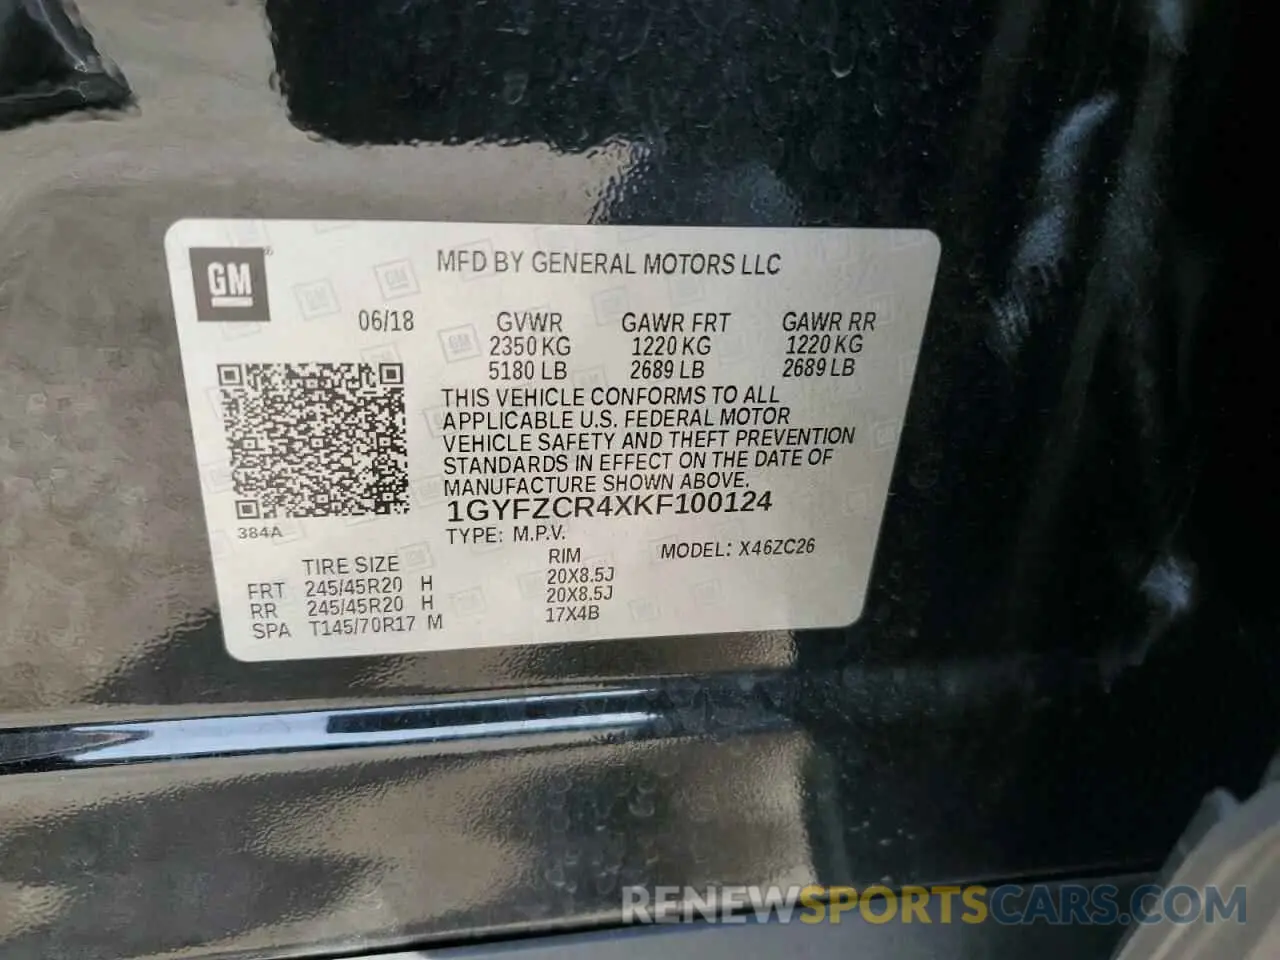 GM
MFD BY GENERAL MOTORS LLC
06/18 GVWR GAWR FRT GAWR RR
2350 KG 1220 KG 1220 KG
5180 LB 2689 LB 2689 LB
THIS VEHICLE CONFORMS TO ALL
APPLICABLE U.S. FEDERAL MOTOR
VEHICLE SAFETY AND THEFT PREVENTION
STANDARDS IN EFFECT ON THE DATE OF
MANUFACTURE SHOWN ABOVE.
1GYFZCR4XKF100124
384A
TYPE: M.P.V. MODEL: X46ZC26
TIRE SIZE RIM
FRT 245/45R20 H 20X8.5J
RR 245/45R20 H 20X8.5J
SPA T145/70R17 M 17X4B
RENEWSPORTSCARS.COM